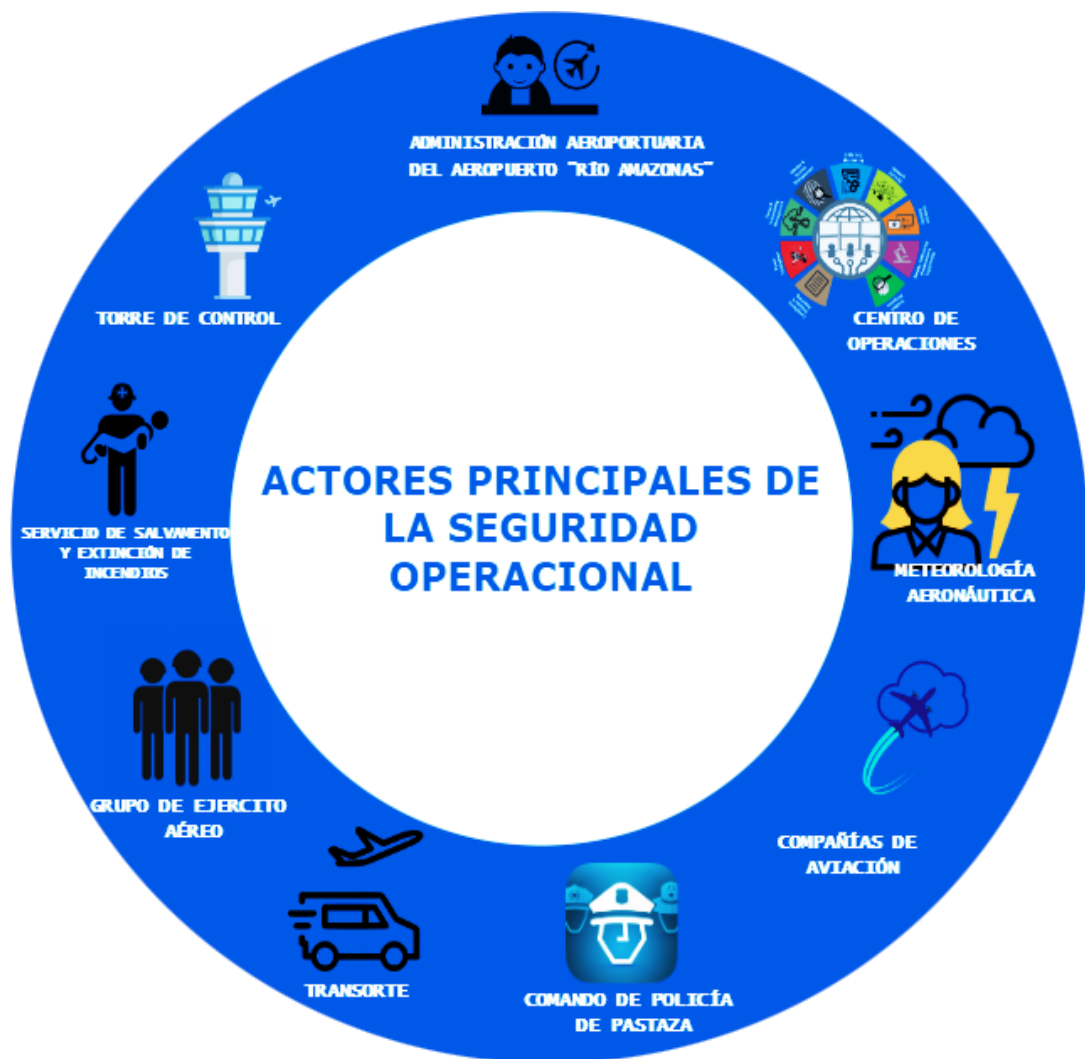 ADMINISTRACIÓN AEROPORTUARIA
DEL AEROPUERTO "RÍO AMAZONAS"
CENTRO DE
OPERACIONES
METEOROLOGÍA
AERONÁUTICA
COMPAÑÍAS DE
AVIACIÓN
COMANDO DE POLICÍA
DE PASTAZA
TRANSORTE
GRUPO DE EJERCITO
AÉREO
SERVICIO DE SALVAMENTO
Y EXTINCIÓN DE
INCENDIOS
TORRE DE CONTROL
ACTORES PRINCIPALES DE
LA SEGURIDAD
OPERACIONAL